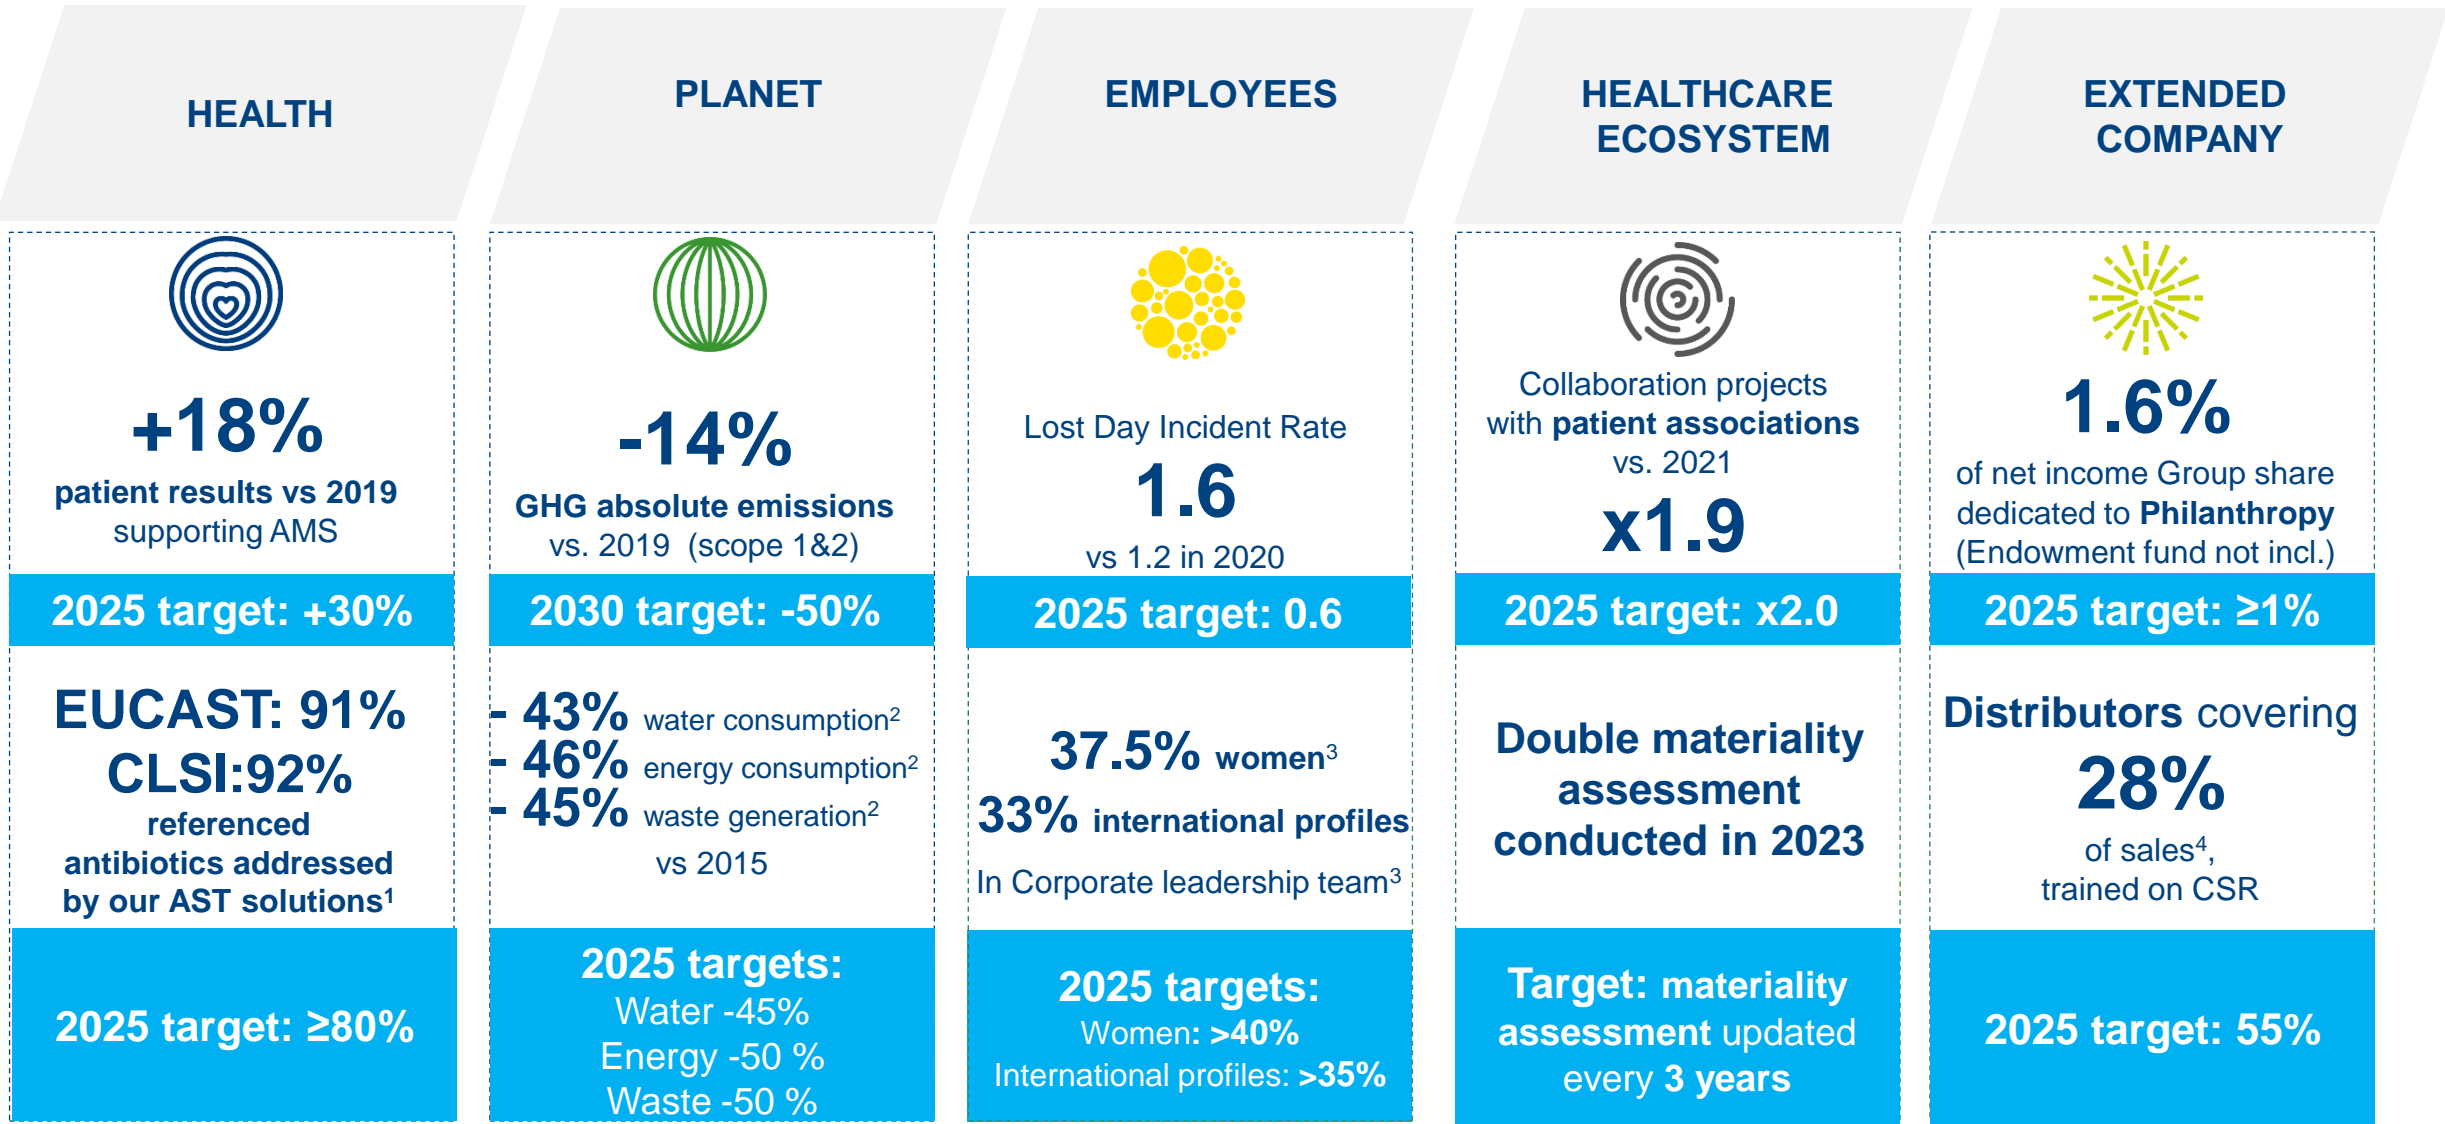 HEALTH
+18%
patient results vs 2019
supporting AMS
2025 target: +30%
EUCAST: 91%
CLSI:92%
referenced
antibiotics addressed
by our AST solutions¹
2025 target: ≥80%
PLANET
-14%
GHG absolute emissions
vs. 2019 (scope 1&2)
2030 target: -50%
- 43% water consumption²
- 46% energy consumption²
- 45% waste generation²
vs 2015
2025 targets:
Water -45%
Energy -50 %
Waste -50 %
EMPLOYEES
Lost Day Incident Rate
1.6
vs 1.2 in 2020
2025 target: 0.6
37.5% women³
33% international profiles
In Corporate leadership team³
2025 targets:
Women: >40%
International profiles: >35%
HEALTHCARE
ECOSYSTEM
Collaboration projects
with patient associations
vs. 2021
x1.9
2025 target: x2.0
Double materiality
assessment
conducted in 2023
Target: materiality
assessment updated
every 3 years
EXTENDED
COMPANY
1.6%
of net income Group share
dedicated to Philanthropy
(Endowment fund not incl.)
2025 target: ≥1%
Distributors covering
28%
of sales⁴,
trained on CSR
2025 target: 55%